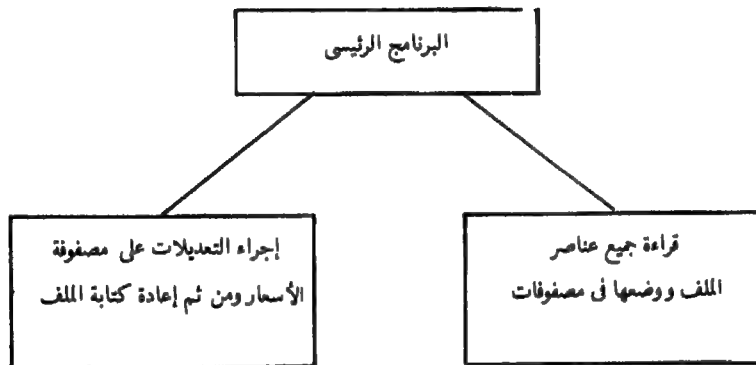 البرنامج الرئيسى
قراءة جميع عناصر
الملف ووضعها فى مصفوفات
إجراء التعديلات على مصفوفة
الأسعار ومن ثم إعادة كتابة الملف